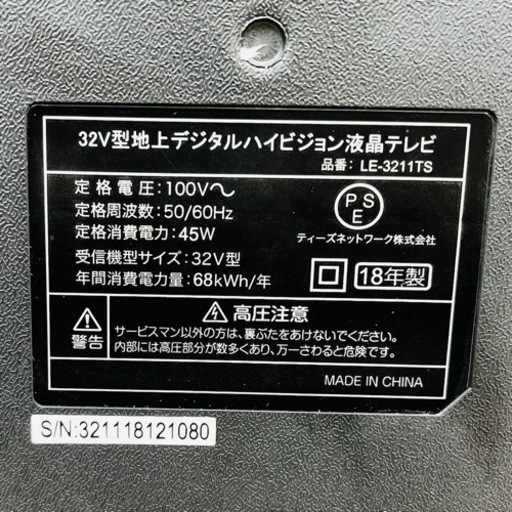 32V型地上デジタルハイビジョン液晶テレビ
品番: LE-3211TS
定格電圧:100V～
定格周波数:50/60Hz
定格消費電力:45W
受信機型サイズ:32V型
年間消費電力量:68kWh/年
P S
E
ティーズネットワーク株式会社
18年製
警告
高圧注意
サービスマン以外の方は、裏ぶたをあけないでください。
内部には高圧部分が数多くあり、万一さわると危険です。
MADE IN CHINA
S/N:321118121080